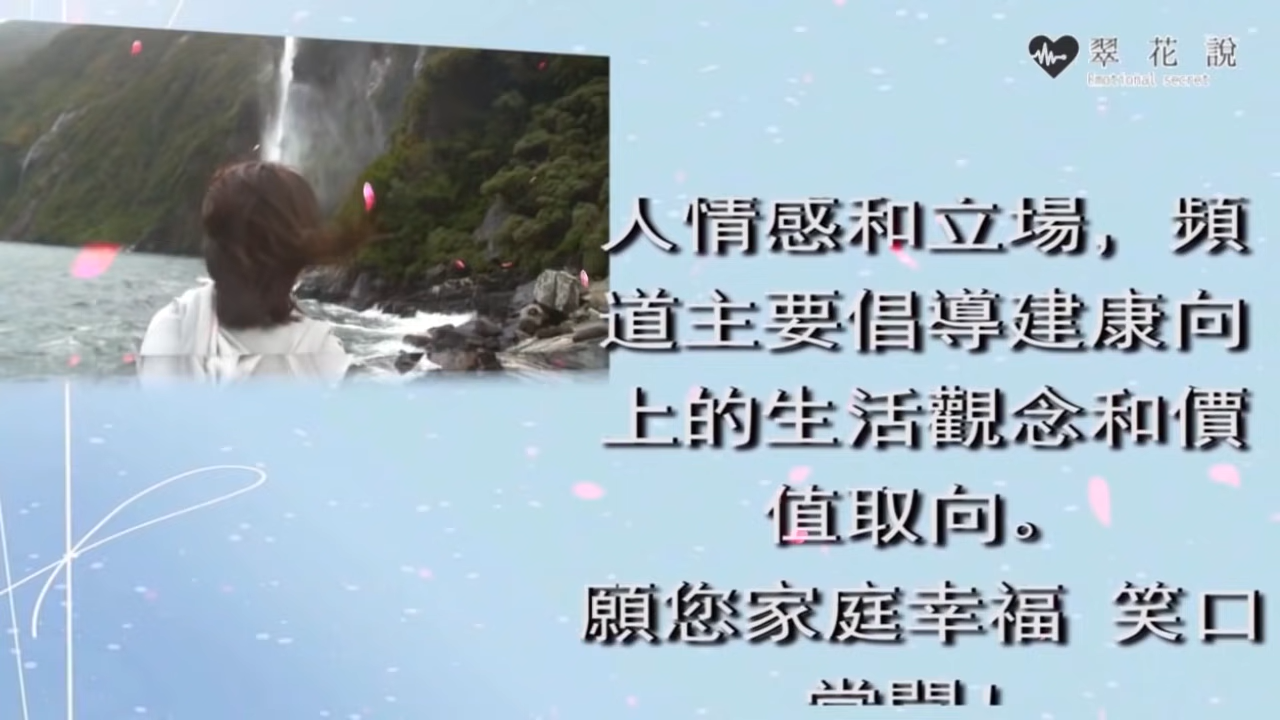 翠花說
Emotional secret
人情感和立場，頻
道主要倡導建康向
上的生活觀念和價
值取向。
願您家庭幸福 笑口